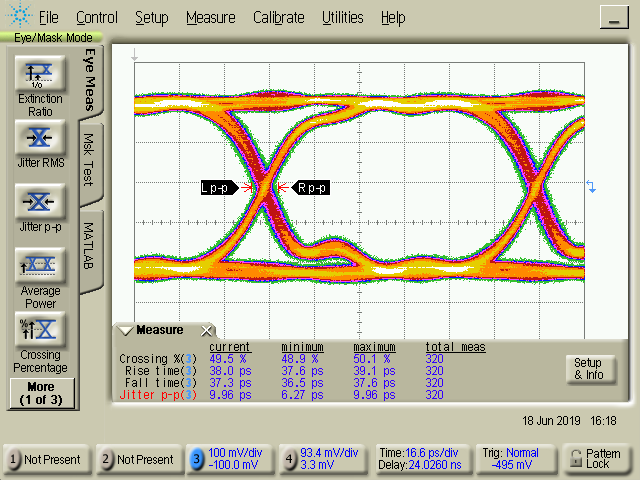 File Control Setup Measure Calibrate Utilities Help
Eye/Mask Mode
Eye Meas
Msk Test
MATLAB
1/0
Extinction
Ratio
Jitter RMS
Jitter p-p
Average
Power
%
Crossing
Percentage
More
(1 of 3)
L p-p
R p-p
Measure
current minimum maximum total meas
Crossing %(3) 49.5 % 48.9 % 50.1 % 320
Rise time(3) 38.0 ps 37.6 ps 39.1 ps 320
Fall time(3) 37.3 ps 36.5 ps 37.6 ps 320
Jitter p-p(3) 9.96 ps 6.27 ps 9.96 ps 320
Setup
& Info
18 Jun 2019 16:18
1 Not Present
2 Not Present
3 100 mV/div
-100.0 mV
4 93.4 mV/div
3.3 mV
Time:16.6 ps/div
Delay:24.0260 ns
Trig: Normal
-495 mV
Pattern
Lock